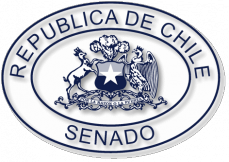 REPUBLICA DE CHILE
SENADO